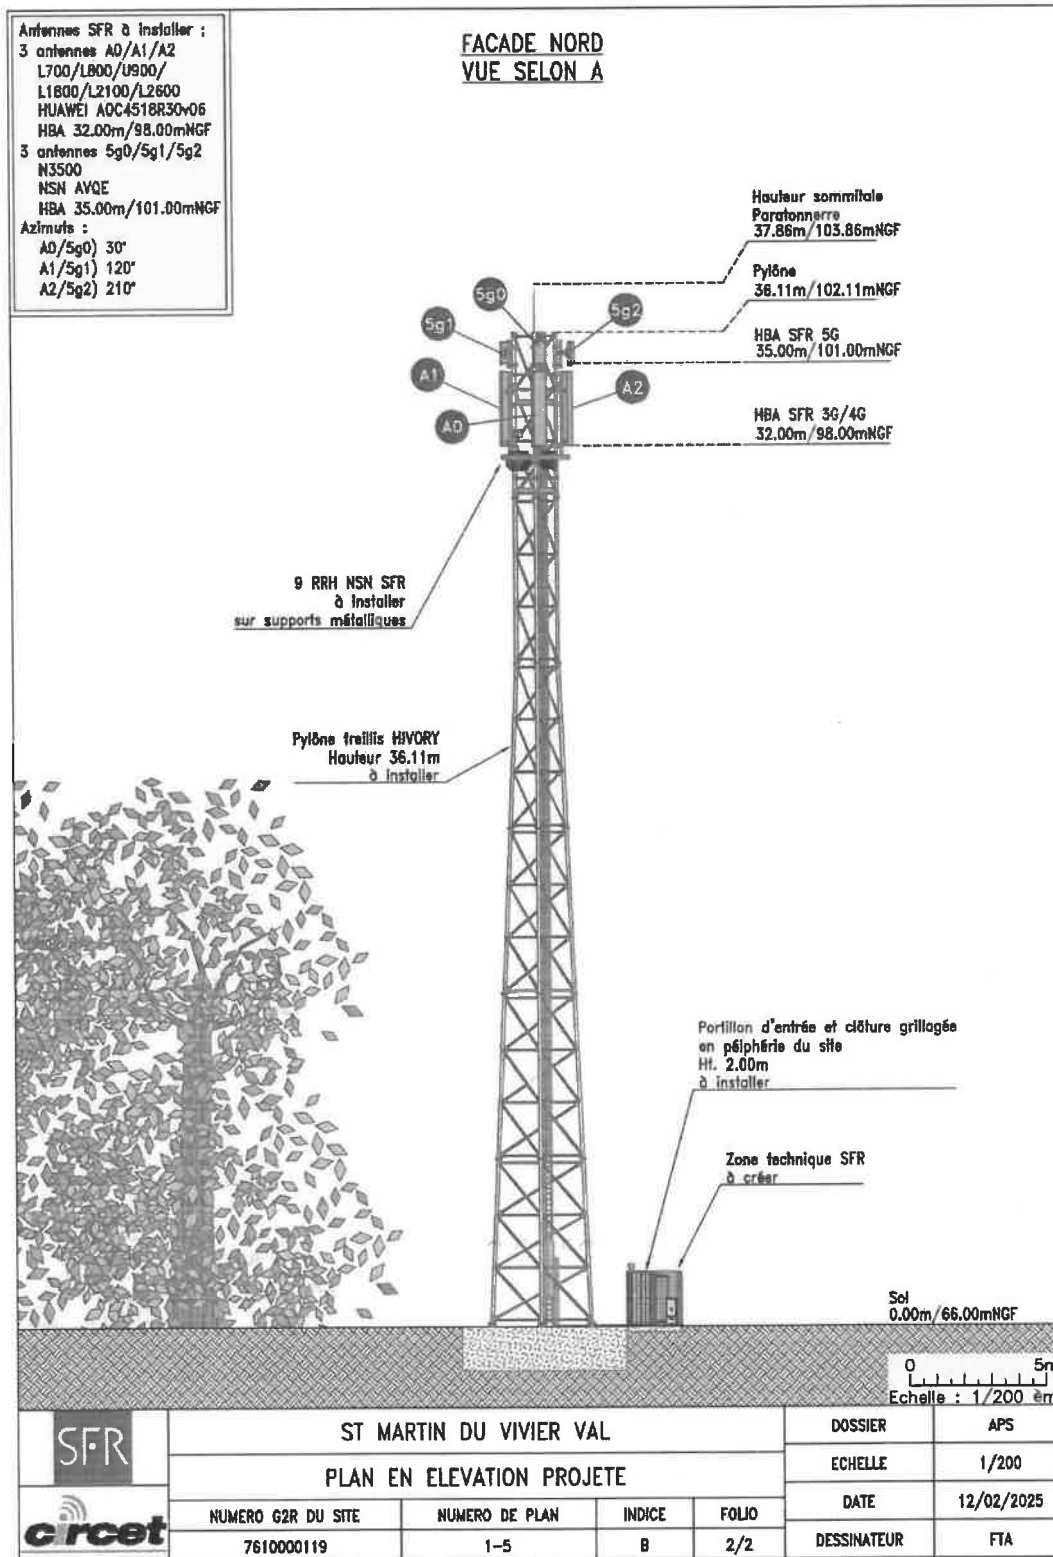 Antennes SFR à installer :
3 antennes A0/A1/A2
L700/L800/U900/
L1800/L2100/L2600
HUAWEI AOC4518R30v06
HBA 32.00m/98.00mNGF
3 antennes 5g0/5g1/5g2
N3500
NSN AVQE
HBA 35.00m/101.00mNGF
Azimuts :
A0/5g0) 30°
A1/5g1) 120°
A2/5g2) 210°
FACADE NORD
VUE SELON A
Hauteur sommitale
Paratonnerre
37.86m/103.86mNGF
Pylône
36.11m/102.11mNGF
HBA SFR 5G
35.00m/101.00mNGF
HBA SFR 3G/4G
32.00m/98.00mNGF
5g0
5g1
5g2
A1
A2
A0
9 RRH NSN SFR
à installer
sur supports métalliques
Pylône treillis HIVORY
Hauteur 36.11m
à installer
Portillon d'entrée et clôture grillagée
en péiphérie du site
Ht. 2.00m
à installer
Zone technique SFR
à créer
Sol
0.00m/66.00mNGF
0 5m
Echelle : 1/200 èm
SFR
circet
ST MARTIN DU VIVIER VAL
PLAN EN ELEVATION PROJETE
NUMERO G2R DU SITE NUMERO DE PLAN INDICE FOLIO
7610000119 1-5 B 2/2
DOSSIER APS
ECHELLE 1/200
DATE 12/02/2025
DESSINATEUR FTA